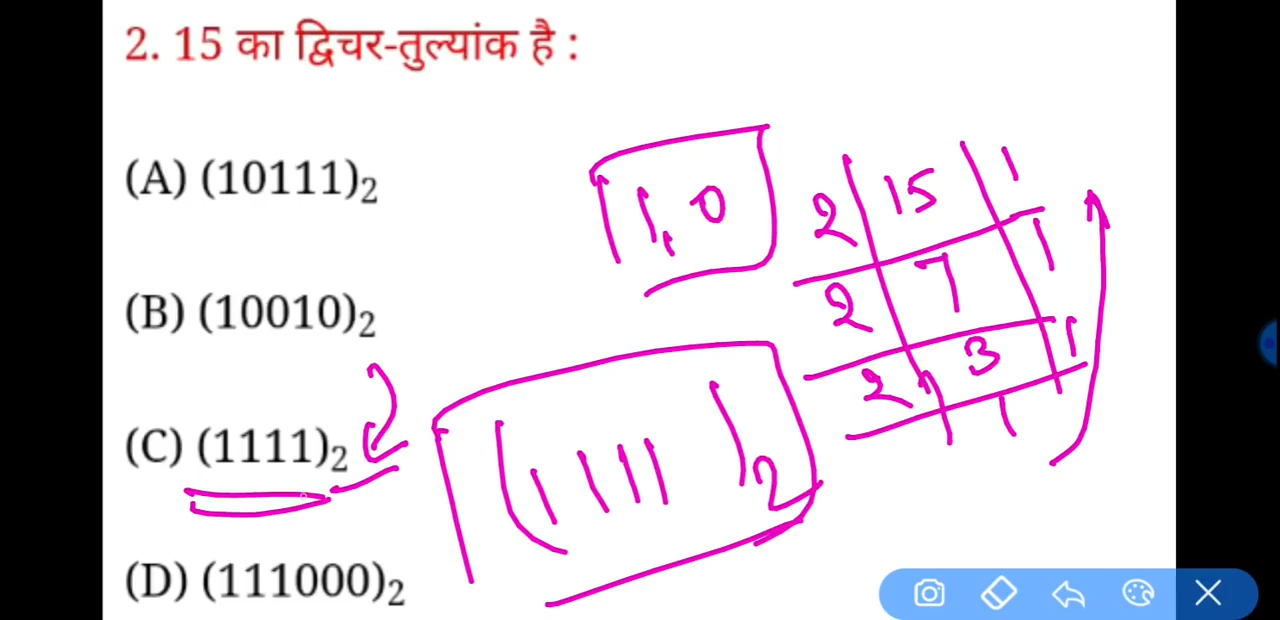 2. 15 का द्विचर-तुल्यांक है :
(A) (10111)₂
(B) (10010)₂
(C) (1111)₂
(D) (111000)₂
1, 0
2 15 1
2 7 1
2 3 1
1
(1111)₂